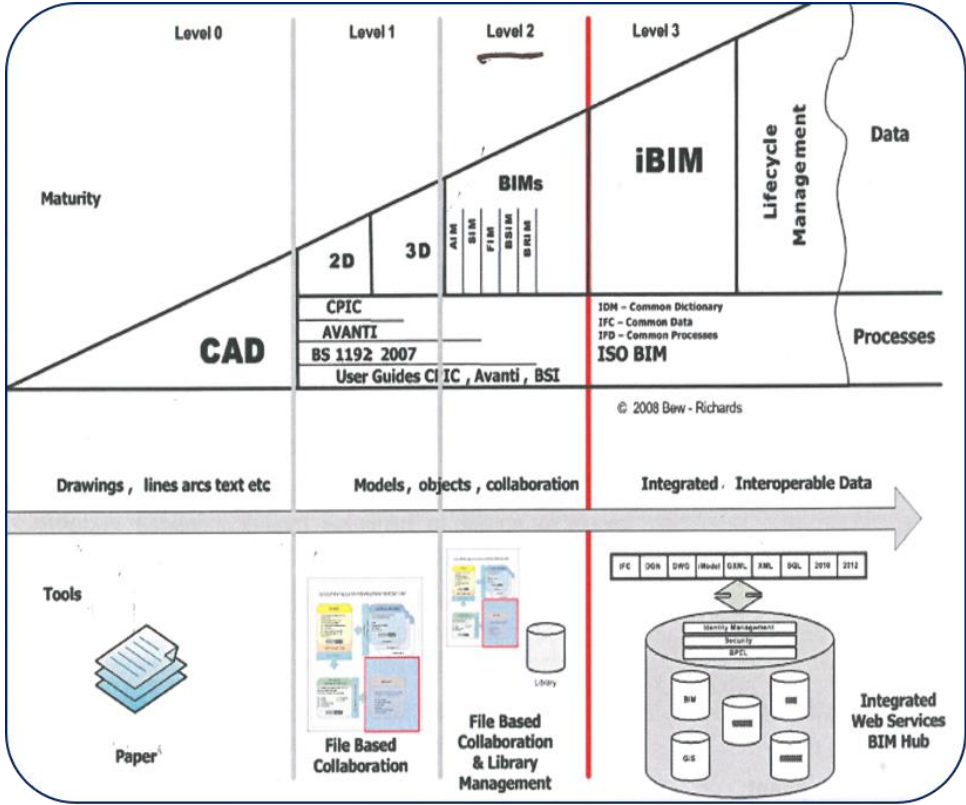 Level 0
Level 1
Level 2
Level 3
Maturity
CAD
2D
3D
BIMs
AIM
SIM
FIM
BSIM
BRIM
iBIM
Lifecycle
Management
Data
CPIC
AVANTI
BS 1192 2007
User Guides CPIC , Avanti , BSI
IDM – Common Dictionary
IFC – Common Data
IFD – Common Processes
ISO BIM
Processes
© 2008 Bew - Richards
Drawings , lines arcs text etc
Models , objects , collaboration
Integrated , Interoperable Data
Tools
Paper
File Based
Collaboration
Library
File Based
Collaboration
& Library
Management
IFC DGN DWG iModel GXML XML SQL 2010 2012
Identity Management
Security
BPEL
BIM
GIS
Integrated
Web Services
BIM Hub